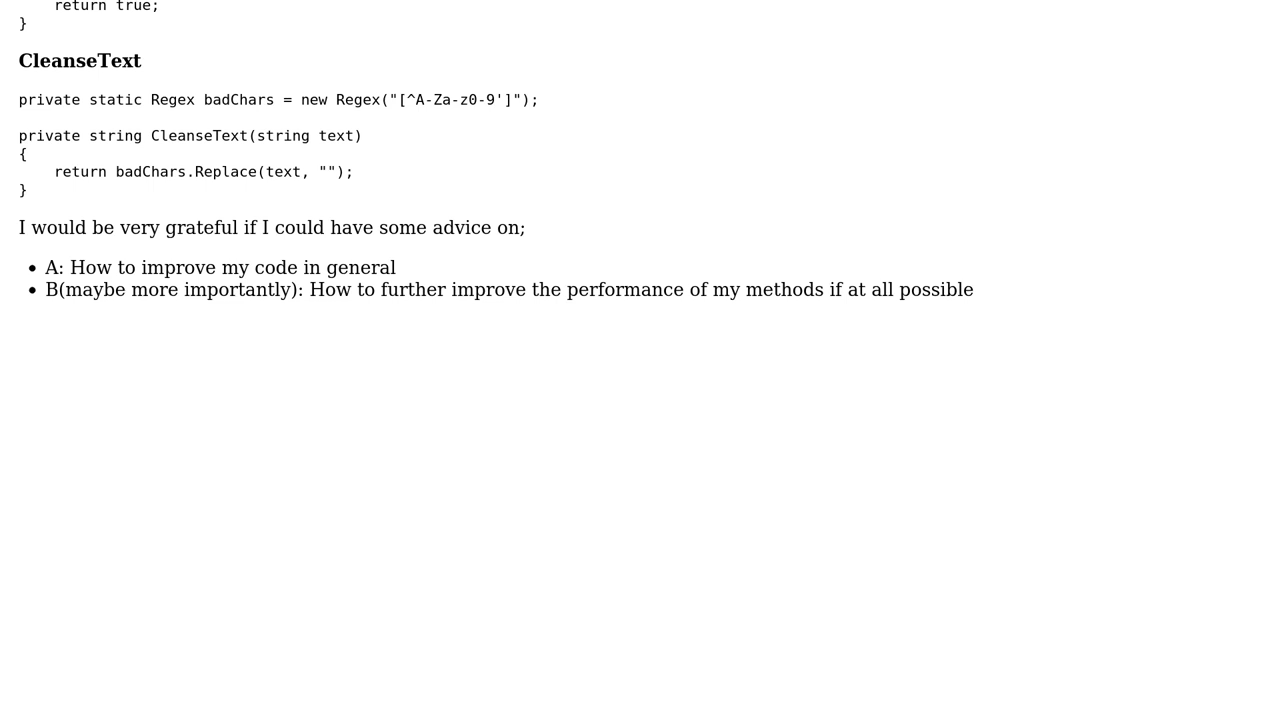 return true;
}
CleanseText
private static Regex badChars = new Regex("[^A-Za-z0-9']");
private string CleanseText(string text)
{
    return badChars.Replace(text, "");
}
I would be very grateful if I could have some advice on;
• A: How to improve my code in general
• B(maybe more importantly): How to further improve the performance of my methods if at all possible